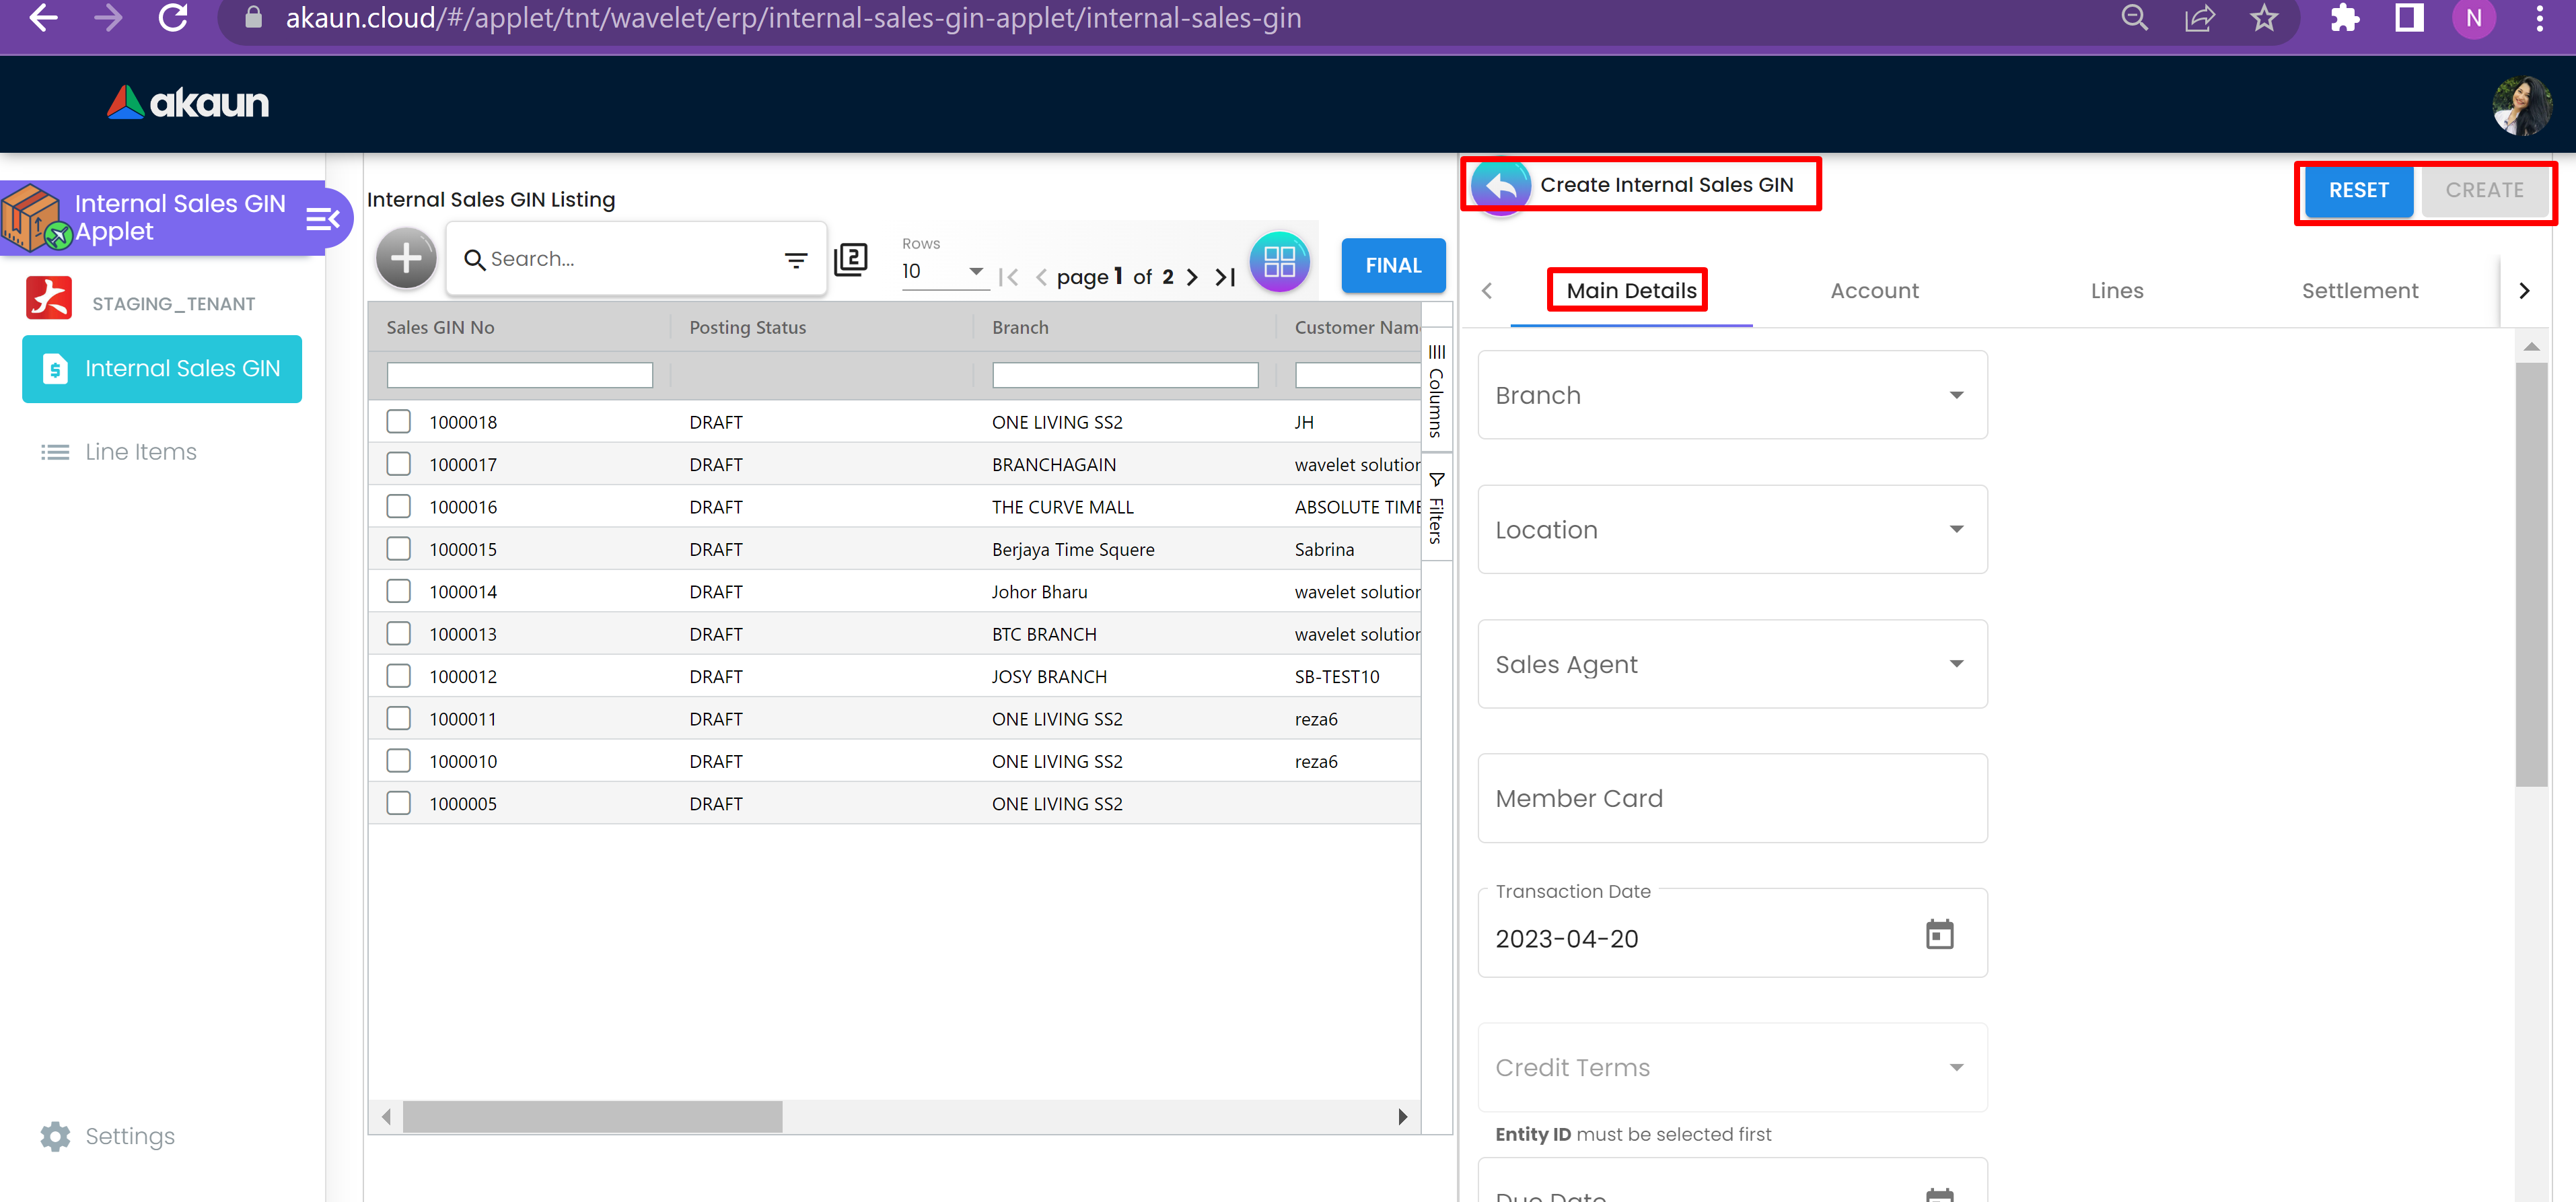 akaun.cloud/#/applet/tnt/wavelet/erp/internal-sales-gin-applet/internal-sales-gin
N
akaun
Internal Sales GIN
Applet
STAGING_TENANT
Internal Sales GIN
Line Items
Settings
Internal Sales GIN Listing
Search...
2
Rows
10
page 1 of 2
FINAL
Sales GIN No Posting Status Branch Customer Nam
1000018 DRAFT ONE LIVING SS2 JH
1000017 DRAFT BRANCHAGAIN wavelet solution
1000016 DRAFT THE CURVE MALL ABSOLUTE TIME
1000015 DRAFT Berjaya Time Squere Sabrina
1000014 DRAFT Johor Bharu wavelet solution
1000013 DRAFT BTC BRANCH wavelet solution
1000012 DRAFT JOSY BRANCH SB-TEST10
1000011 DRAFT ONE LIVING SS2 reza6
1000010 DRAFT ONE LIVING SS2 reza6
1000005 DRAFT ONE LIVING SS2
Columns
Filters
Create Internal Sales GIN
RESET CREATE
Main Details Account Lines Settlement
Branch
Location
Sales Agent
Member Card
Transaction Date
2023-04-20
Credit Terms
Entity ID must be selected first
Due Date